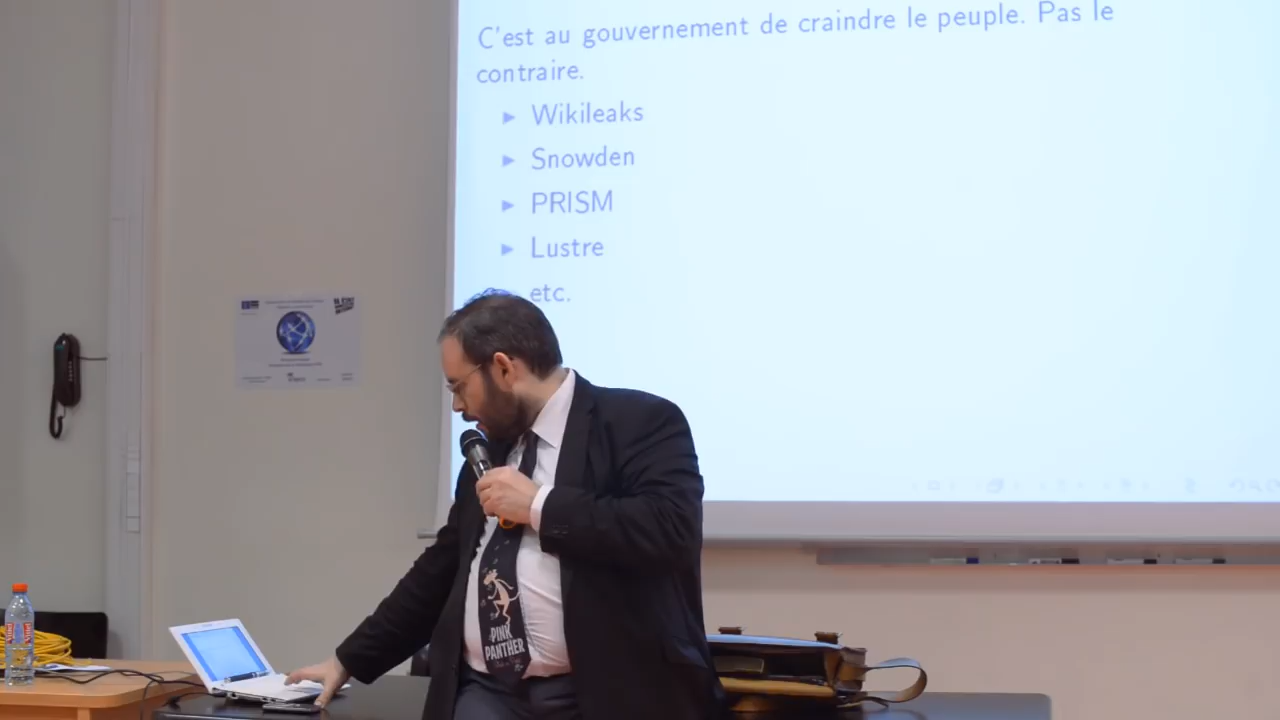 C'est au gouvernement de craindre le peuple. Pas le
contraire.
► Wikileaks
► Snowden
► PRISM
► Lustre
etc.
PINK
PANTHER